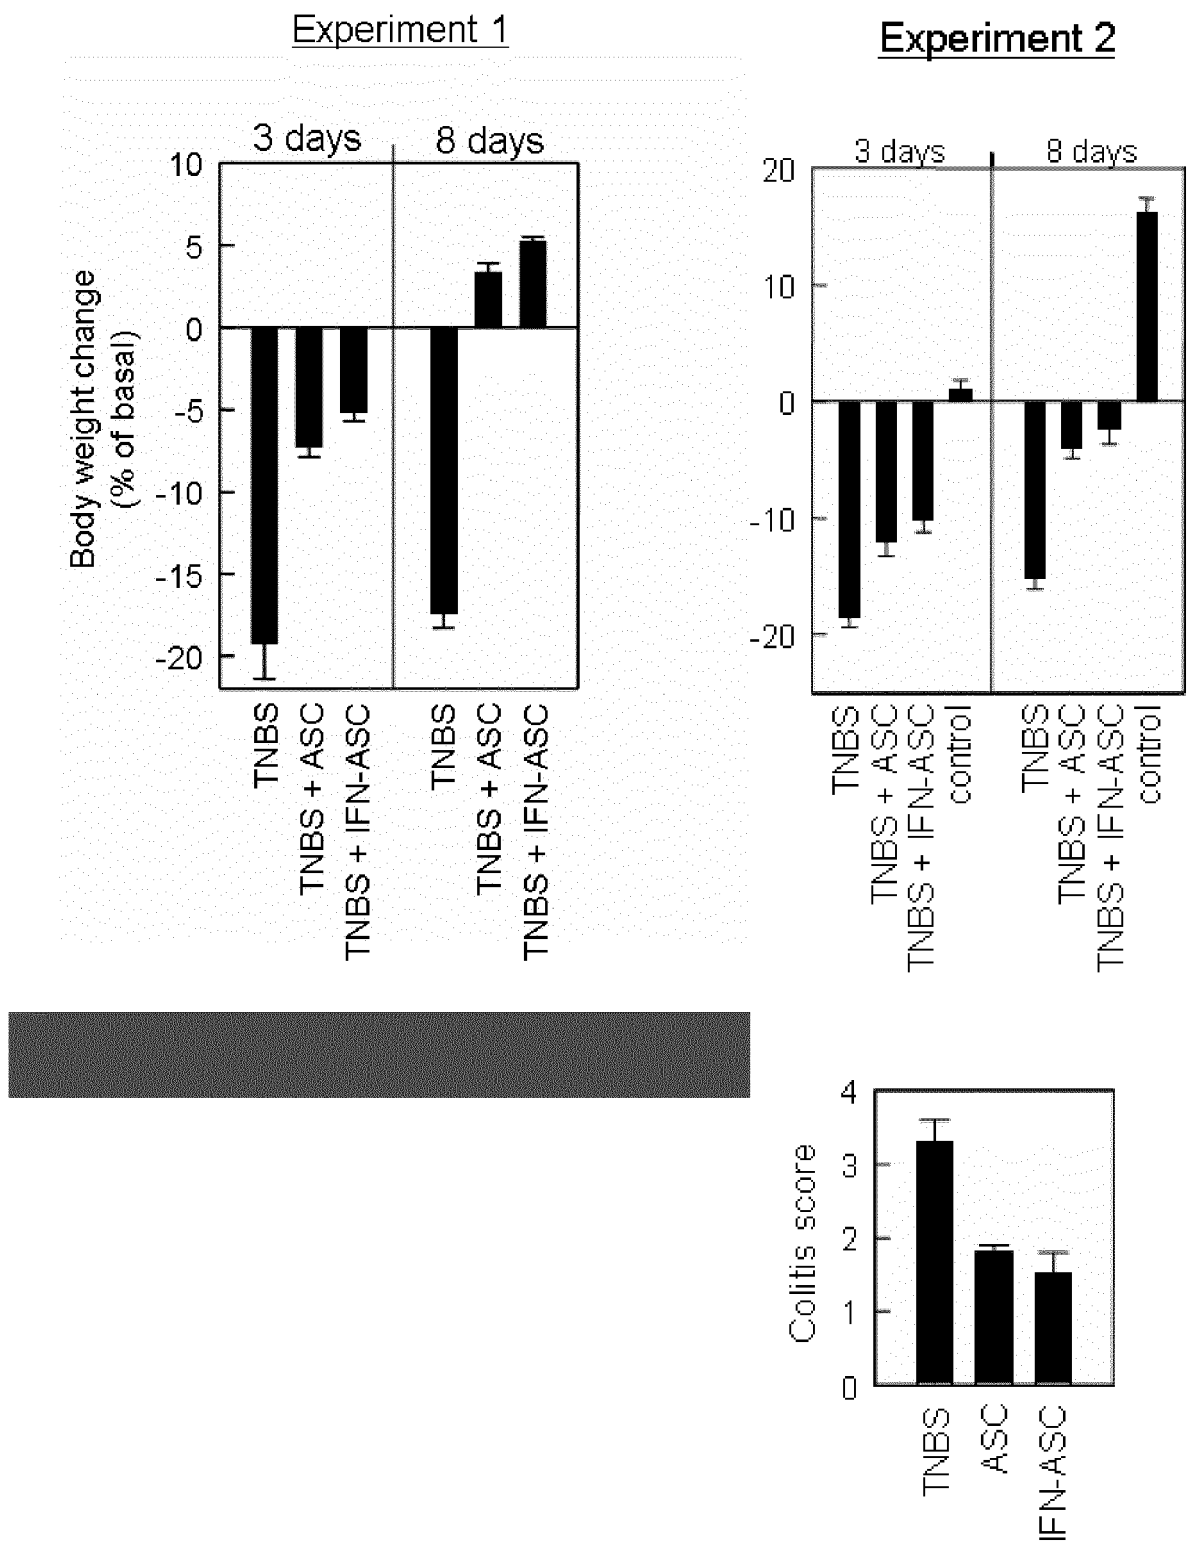 Experiment 1
3 days
8 days
10
5
0
-5
-10
-15
-20
Body weight change
(% of basal)
TNBS
TNBS + ASC
TNBS + IFN-ASC
TNBS
TNBS + ASC
TNBS + IFN-ASC
Experiment 2
3 days
8 days
20
10
0
-10
-20
TNBS
TNBS + ASC
TNBS + IFN-ASC
control
TNBS
TNBS + ASC
TNBS + IFN-ASC
control
4
3
2
1
0
Colitis score
TNBS
ASC
IFN-ASC